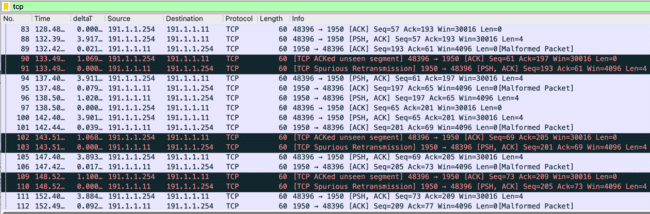 tcp
No. Time deltaT Source Destination Protocol Length Info
83 128.48… 0.000… 191.1.1.254 191.1.1.11 TCP 60 48396 → 1950 [ACK] Seq=57 Ack=193 Win=30016 Len=0
88 132.39… 3.917… 191.1.1.254 191.1.1.11 TCP 60 48396 → 1950 [PSH, ACK] Seq=57 Ack=193 Win=30016 Len=4
89 132.42… 0.021… 191.1.1.11 191.1.1.254 TCP 60 1950 → 48396 [ACK] Seq=193 Ack=61 Win=4096 Len=0[Malformed Packet]
90 133.49… 1.069… 191.1.1.254 191.1.1.11 TCP 60 [TCP ACKed unseen segment] 48396 → 1950 [ACK] Seq=61 Ack=197 Win=30016 Len=0
91 133.49… 0.000… 191.1.1.11 191.1.1.254 TCP 60 [TCP Spurious Retransmission] 1950 → 48396 [PSH, ACK] Seq=193 Ack=61 Win=4096 Len=4
94 137.40… 3.911… 191.1.1.254 191.1.1.11 TCP 60 48396 → 1950 [PSH, ACK] Seq=61 Ack=197 Win=30016 Len=4
95 137.48… 0.079… 191.1.1.11 191.1.1.254 TCP 60 1950 → 48396 [ACK] Seq=197 Ack=65 Win=4096 Len=0[Malformed Packet]
96 138.50… 1.020… 191.1.1.11 191.1.1.254 TCP 60 1950 → 48396 [PSH, ACK] Seq=197 Ack=65 Win=4096 Len=4
97 138.50… 0.000… 191.1.1.254 191.1.1.11 TCP 60 48396 → 1950 [ACK] Seq=65 Ack=201 Win=30016 Len=0
100 142.40… 3.901… 191.1.1.254 191.1.1.11 TCP 60 48396 → 1950 [PSH, ACK] Seq=65 Ack=201 Win=30016 Len=4
101 142.44… 0.039… 191.1.1.11 191.1.1.254 TCP 60 1950 → 48396 [ACK] Seq=201 Ack=69 Win=4096 Len=0[Malformed Packet]
102 143.51… 1.068… 191.1.1.254 191.1.1.11 TCP 60 [TCP ACKed unseen segment] 48396 → 1950 [ACK] Seq=69 Ack=205 Win=30016 Len=0
103 143.51… 0.000… 191.1.1.11 191.1.1.254 TCP 60 [TCP Spurious Retransmission] 1950 → 48396 [PSH, ACK] Seq=201 Ack=69 Win=4096 Len=4
105 147.40… 3.893… 191.1.1.254 191.1.1.11 TCP 60 48396 → 1950 [PSH, ACK] Seq=69 Ack=205 Win=30016 Len=4
106 147.42… 0.017… 191.1.1.11 191.1.1.254 TCP 60 1950 → 48396 [ACK] Seq=205 Ack=73 Win=4096 Len=0[Malformed Packet]
109 148.52… 1.100… 191.1.1.254 191.1.1.11 TCP 60 [TCP ACKed unseen segment] 48396 → 1950 [ACK] Seq=73 Ack=209 Win=30016 Len=0
110 148.52… 0.000… 191.1.1.11 191.1.1.254 TCP 60 [TCP Spurious Retransmission] 1950 → 48396 [PSH, ACK] Seq=205 Ack=73 Win=4096 Len=4
111 152.40… 3.884… 191.1.1.254 191.1.1.11 TCP 60 48396 → 1950 [PSH, ACK] Seq=73 Ack=209 Win=30016 Len=4
112 152.49… 0.092… 191.1.1.11 191.1.1.254 TCP 60 1950 → 48396 [ACK] Seq=209 Ack=77 Win=4096 Len=0[Malformed Packet]